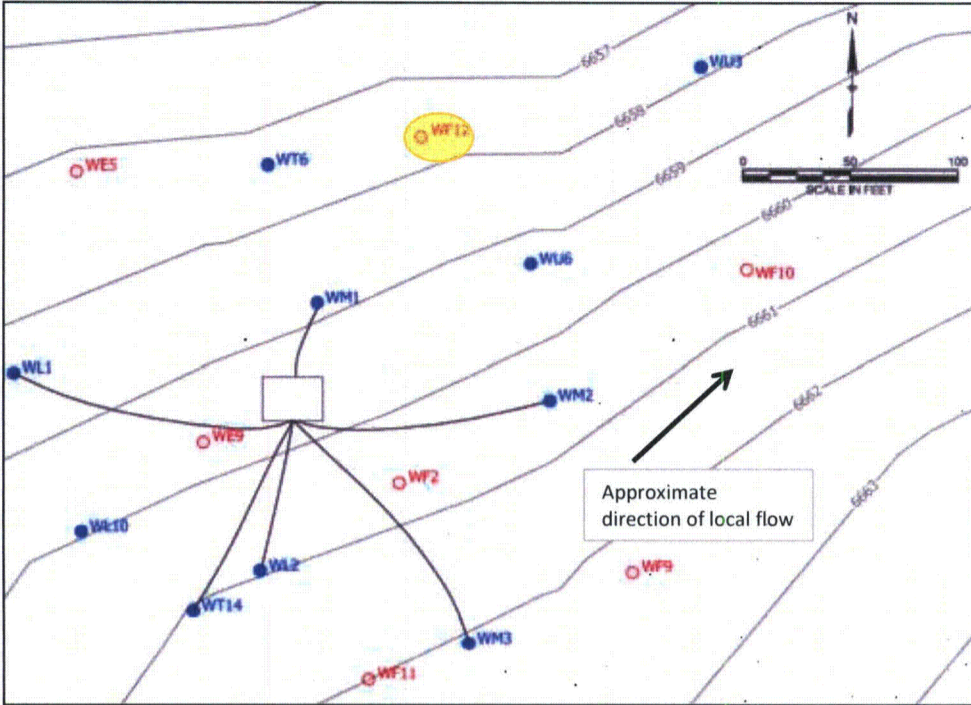 N
6657
WU3
6658
WF12
WE5
WT6
6659
0 50 100
SCALE IN FEET
6660
WU6
WF10
WM1
6661
WL1
WM2
6662
WE9
WF2
Approximate
direction of local flow
6663
WL10
WL2
WF9
WT14
WM3
WF11